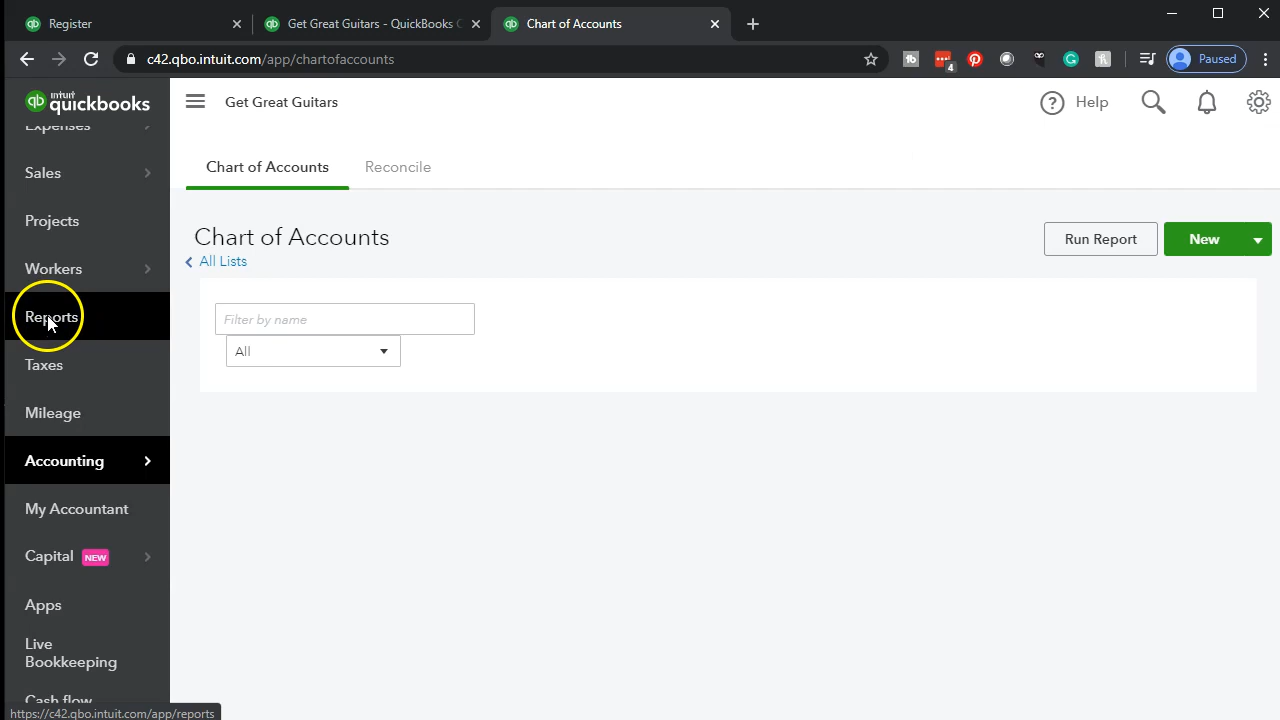 Register
Get Great Guitars - QuickBooks
Chart of Accounts
c42.qbo.intuit.com/app/chartofaccounts
4
Paused
intuit
quickbooks
Get Great Guitars
Help
Expenses
Sales
Projects
Workers
Reports
Taxes
Mileage
Accounting
My Accountant
Capital NEW
Apps
Live
Bookkeeping
Cash flow
Chart of Accounts
Reconcile
Chart of Accounts
All Lists
Run Report
New
Filter by name
All
https://c42.qbo.intuit.com/app/reports